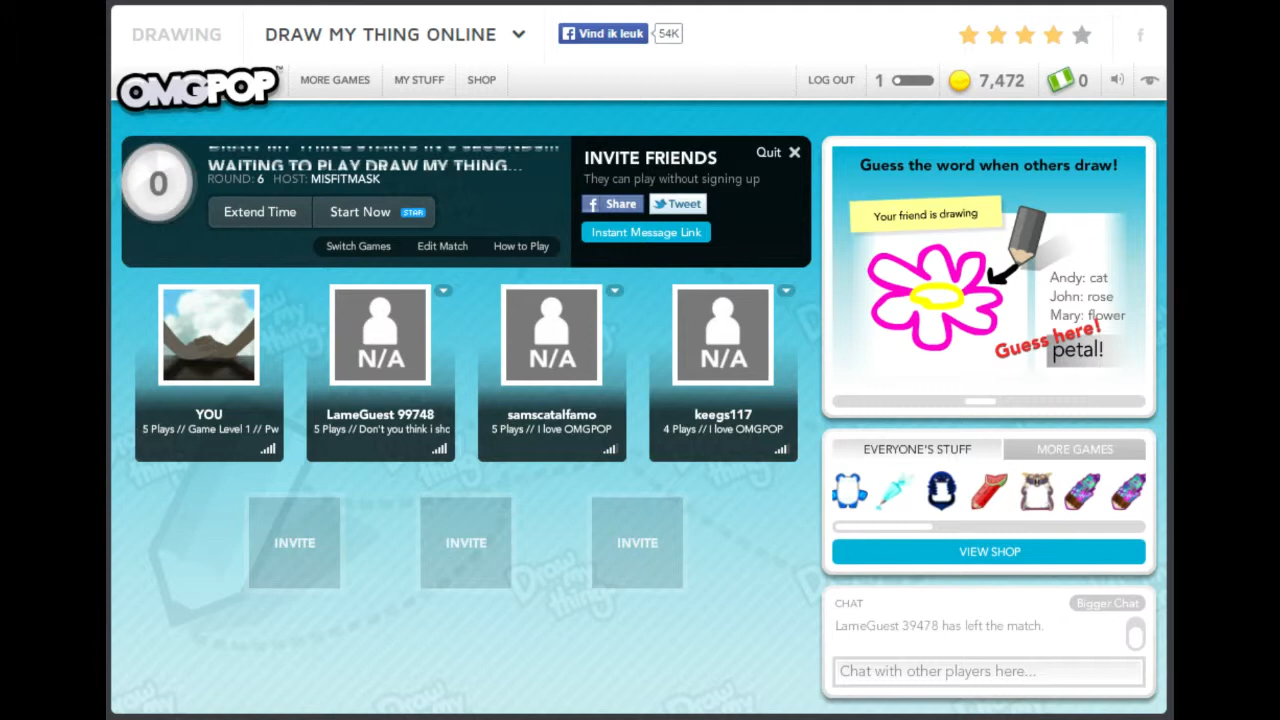 DRAWING
DRAW MY THING ONLINE
Vind ik leuk
54K
OMGPOP™
MORE GAMES
MY STUFF
SHOP
LOG OUT
1
7,472
0
0
WAITING TO PLAY DRAW MY THING...
ROUND: 6 HOST: MISFITMASK
Extend Time
Start Now STAR
Switch Games
Edit Match
How to Play
INVITE FRIENDS
Quit
They can play without signing up
Share
Tweet
Instant Message Link
YOU
5 Plays // Game Level 1 // Pw
N/A
LameGuest 99748
5 Plays // Don't you think i shc
N/A
samscatalfamo
5 Plays // I love OMGPOP
N/A
keegs117
4 Plays // I love OMGPOP
INVITE
INVITE
INVITE
Draw my thing
Guess the word when others draw!
Your friend is drawing
Andy: cat
John: rose
Mary: flower
Guess here!
petal!
EVERYONE'S STUFF
MORE GAMES
VIEW SHOP
CHAT
Bigger Chat
LameGuest 39478 has left the match.
Chat with other players here...